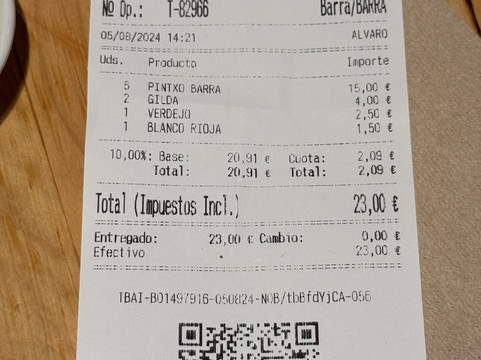 NO Op.: T-82966 Barra/BARRA
05/08/2024 14:21 ALVARO
Uds. Producto Importe
5 PINTXO BARRA 15,00 €
2 GILDA 4,00 €
1 VERDEJO 2,50 €
1 BLANCO RIOJA 1,50 €
10,00%: Base: 20,91 € Cuota: 2,09 €
Total: 20,91 € Total: 2,09 €
Total (Impuestos Incl.) 23,00 €
Entregado: 23,00 € Cambio: 0,00 €
Efectivo 23,00 €
TBAI-B01497916-050824-NOB/tbBfdYjCA-056